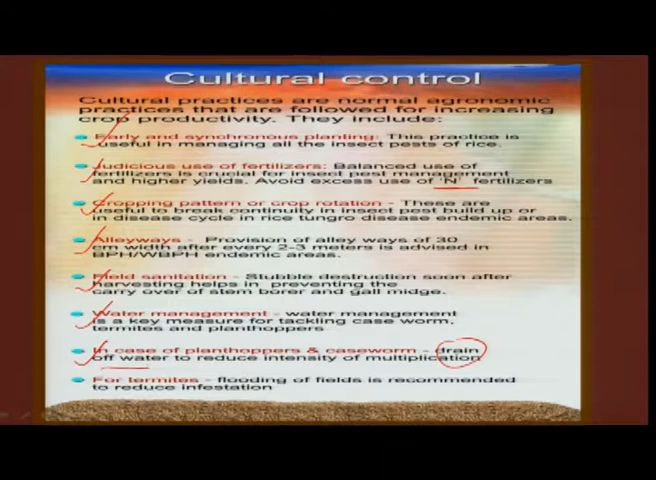 Cultural control
Cultural practices are normal agronomic
practices that are followed for increasing
crop productivity. They include:
Early and synchronous planting: This practice is
useful in managing all the insect pests of rice.
Judicious use of fertilizers: Balanced use of
fertilizers is crucial for insect pest management
and higher yields. Avoid excess use of 'N' fertilizers
Cropping pattern or crop rotation - These are
useful to break continuity in insect pest build up or
in disease cycle in rice tungro disease endemic areas.
Alleyways - Provision of alley ways of 30
cm width after every 2-3 meters is advised in
BPH/WBPH endemic areas.
Field sanitation - Stubble destruction soon after
harvesting helps in preventing the
carry over of stem borer and gall midge.
Water management - water management
is a key measure for tackling case worm,
termites and planthoppers
In case of planthoppers & caseworm - drain
off water to reduce intensity of multiplication
For termites - flooding of fields is recommended
to reduce infestation